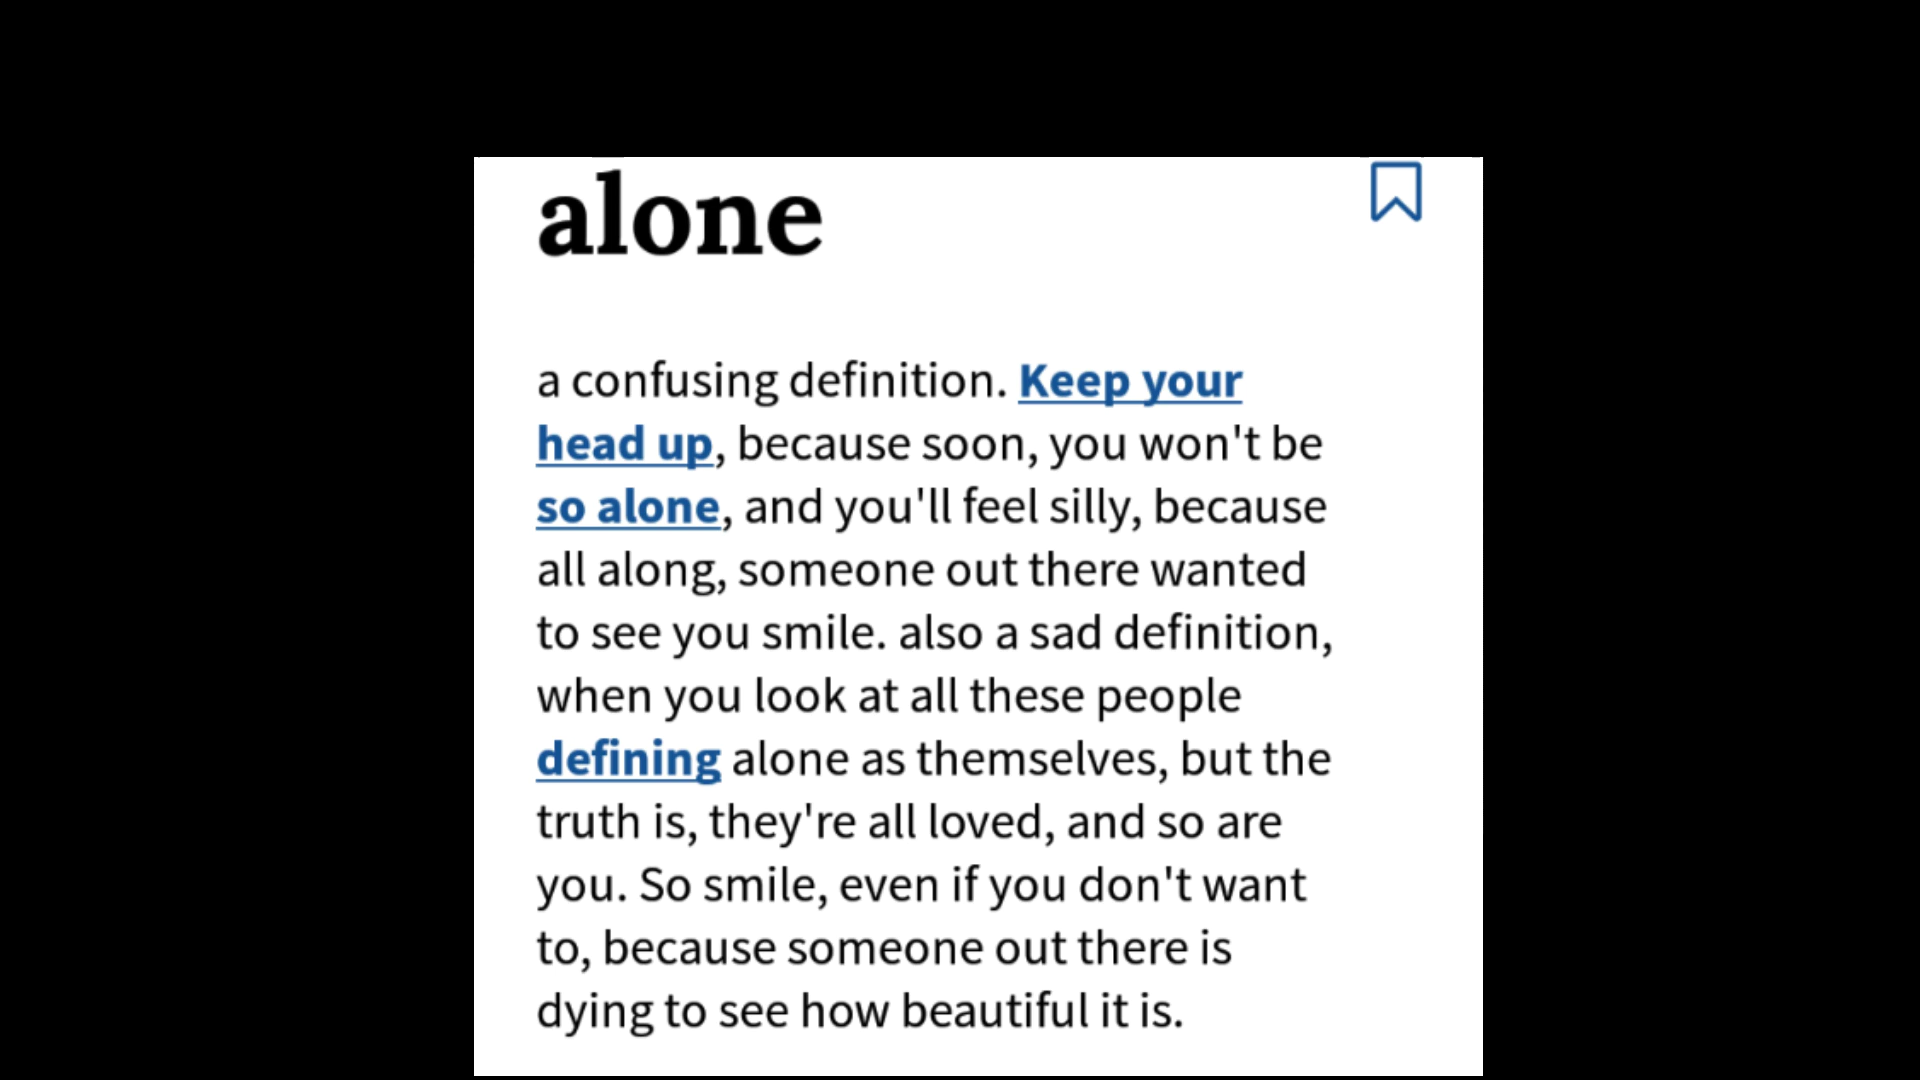 alone
a confusing definition. Keep your
head up, because soon, you won't be
so alone, and you'll feel silly, because
all along, someone out there wanted
to see you smile. also a sad definition,
when you look at all these people
defining alone as themselves, but the
truth is, they're all loved, and so are
you. So smile, even if you don't want
to, because someone out there is
dying to see how beautiful it is.